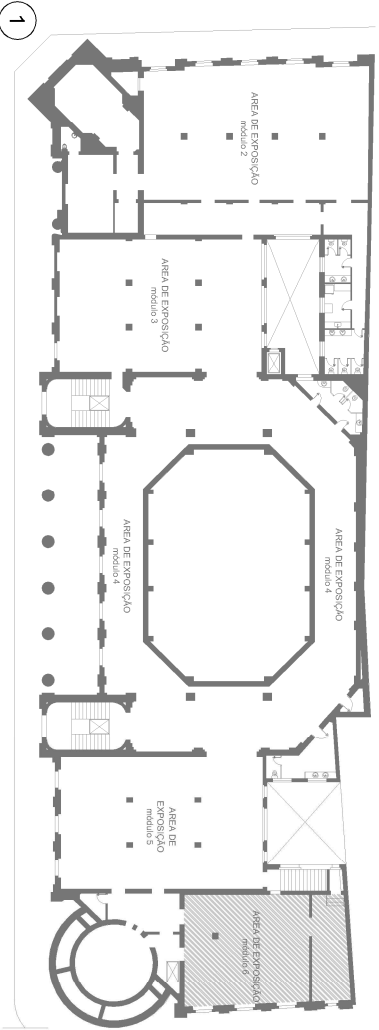 1
AREA DE EXPOSIÇÃO
módulo 2
AREA DE EXPOSIÇÃO
módulo 3
AREA DE EXPOSIÇÃO
módulo 4
AREA DE EXPOSIÇÃO
módulo 4
AREA DE
EXPOSIÇÃO
módulo 5
AREA DE EXPOSIÇÃO
módulo 6